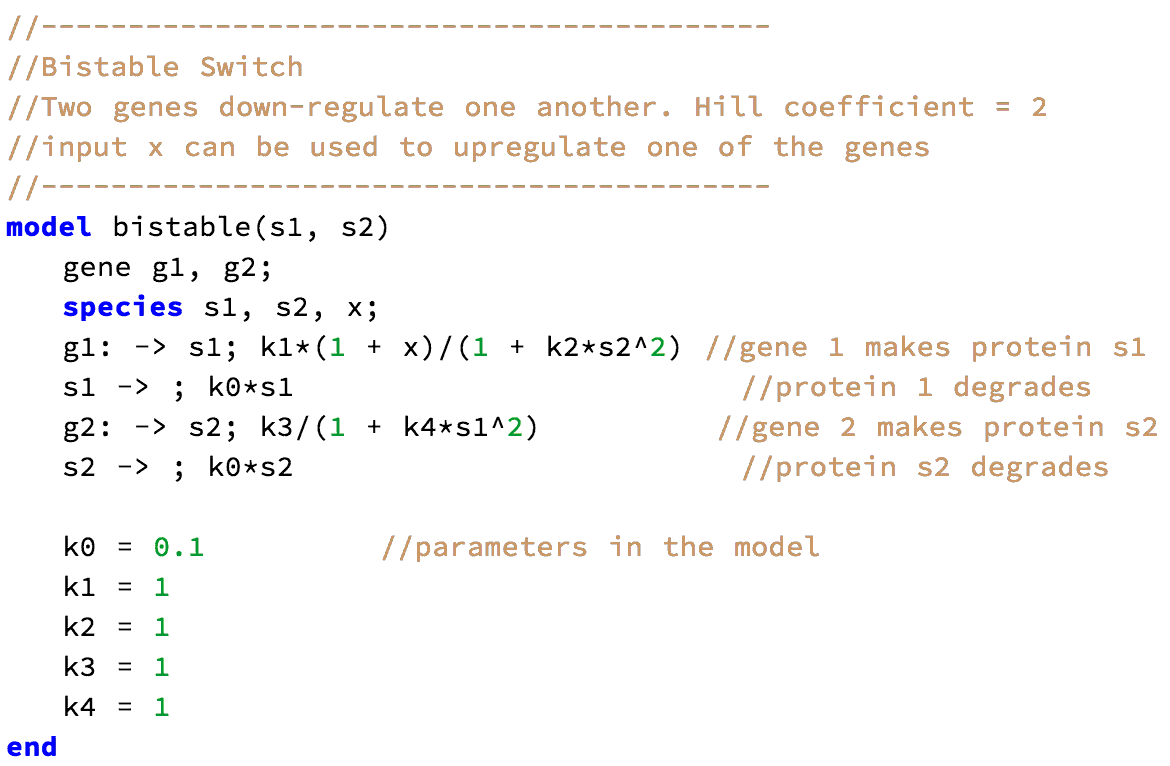 //------------------------------------------
//Bistable Switch
//Two genes down-regulate one another. Hill coefficient = 2
//input x can be used to upregulate one of the genes
//------------------------------------------
model bistable(s1, s2)
gene g1, g2;
species s1, s2, x;
g1: -> s1; k1*(1 + x)/(1 + k2*s2^2) //gene 1 makes protein s1
s1 -> ; k0*s1 //protein 1 degrades
g2: -> s2; k3/(1 + k4*s1^2) //gene 2 makes protein s2
s2 -> ; k0*s2 //protein s2 degrades
k0 = 0.1 //parameters in the model
k1 = 1
k2 = 1
k3 = 1
k4 = 1
end